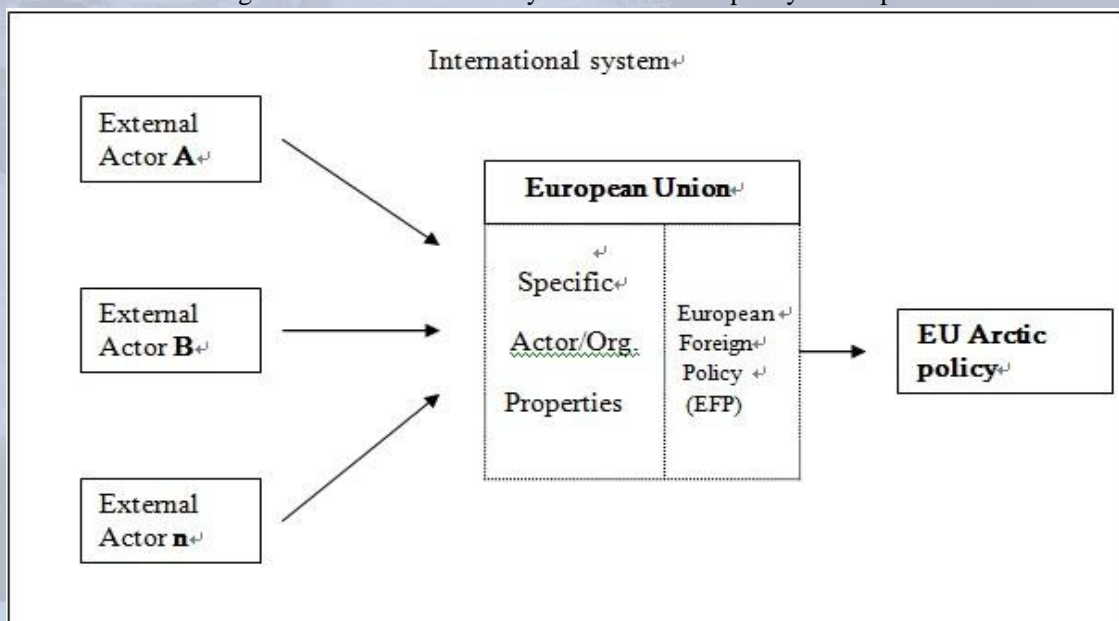 International system
External
Actor A
External
Actor B
External
Actor n
European Union
Specific
Actor/Org.
Properties
European
Foreign
Policy
(EFP)
EU Arctic
policy